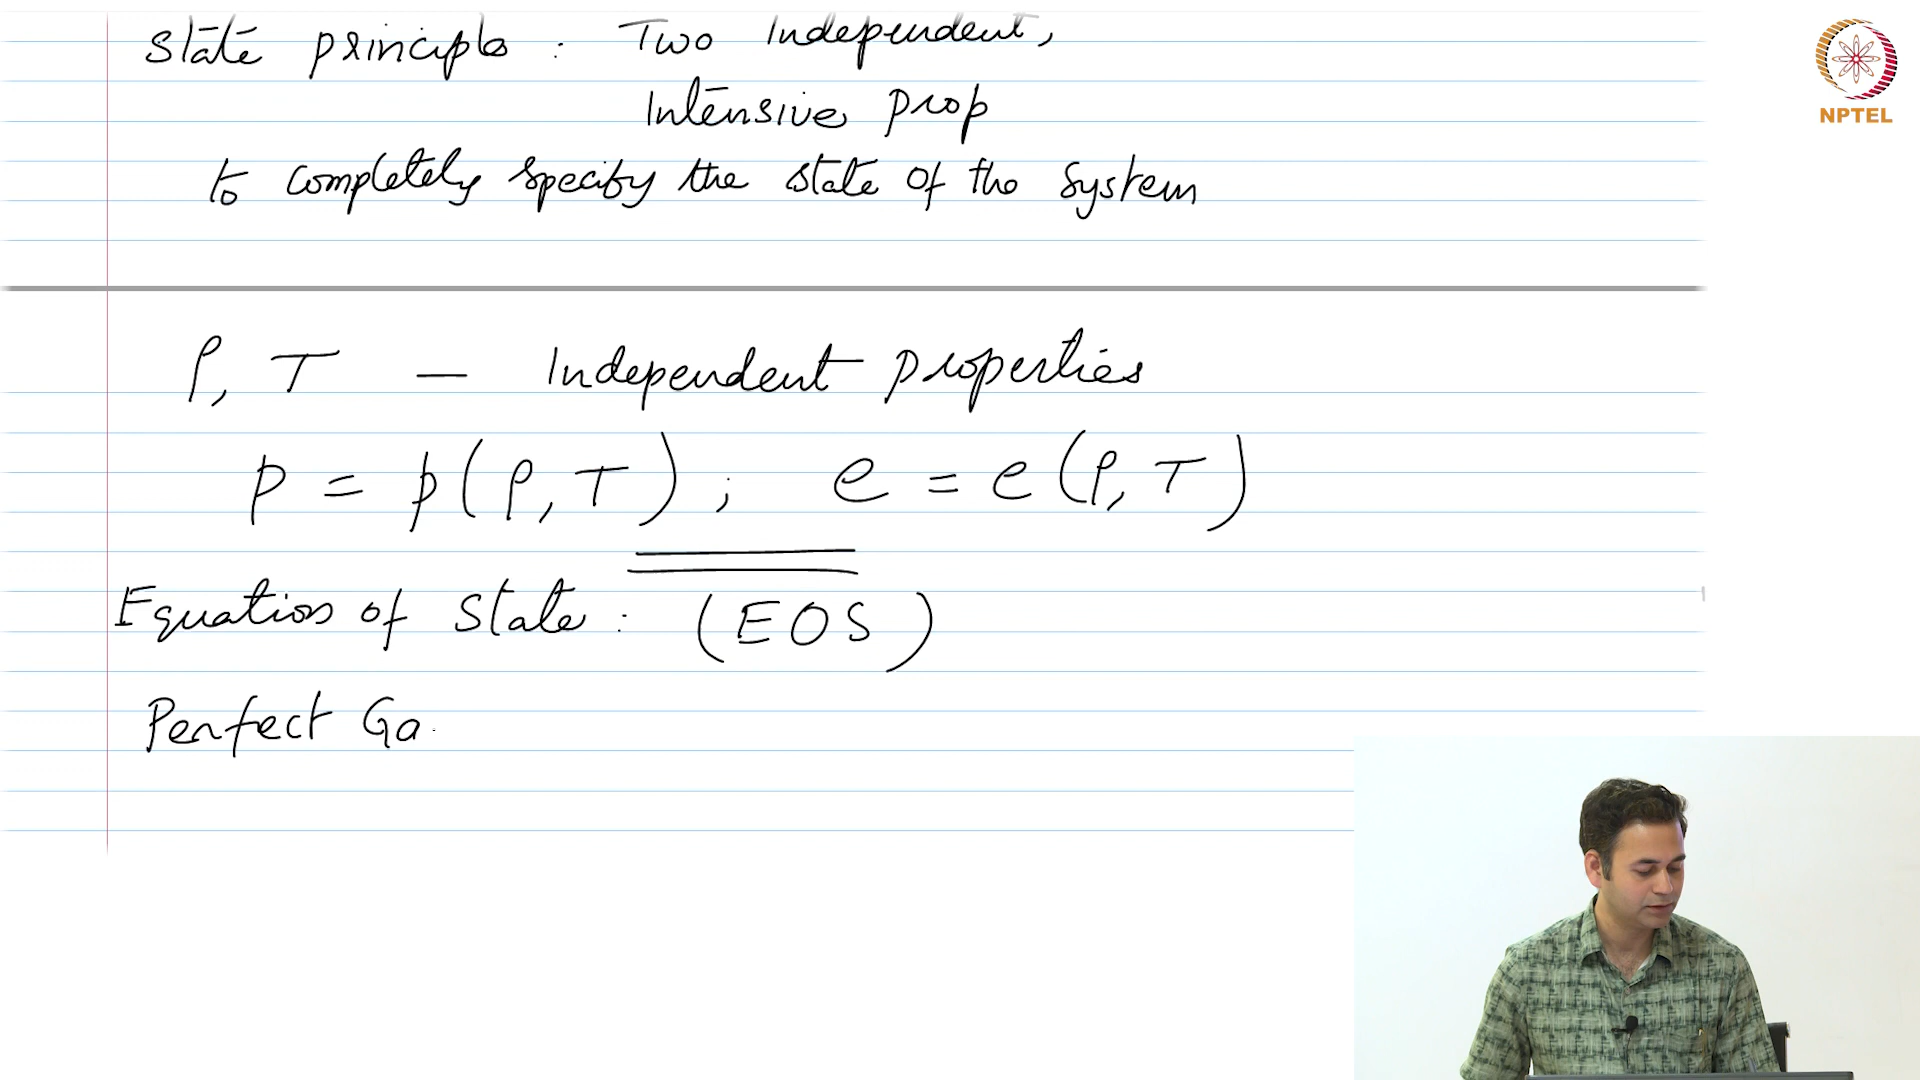 State principle : Two Independent,
Intensive prop
to completely specify the state of the system
ρ, T — Independent properties
p = p(ρ, T) ; e = e(ρ, T)
Equation of State : (EOS)
Perfect Ga
NPTEL